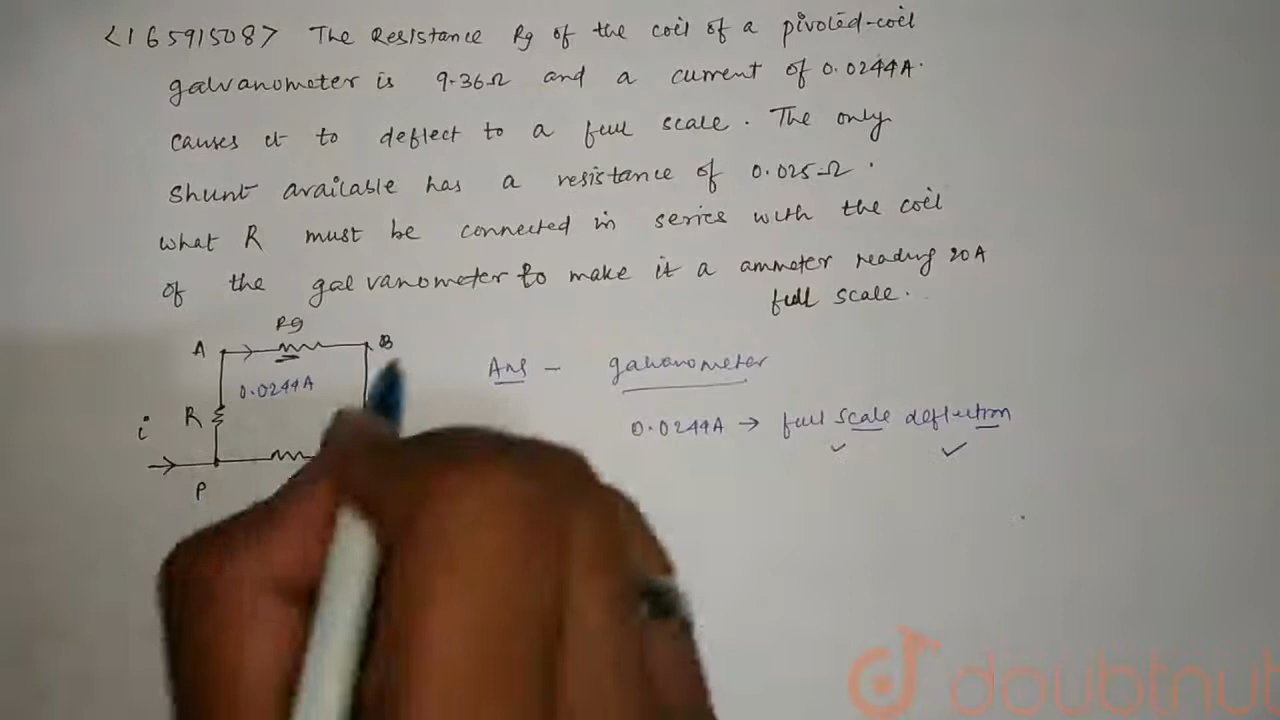 <16591508> The Resistance Rg of the coil of a pivoted-coil
galvanometer is 9.36Ω and a current of 0.0244A.
causes it to deflect to a full scale. The only
shunt available has a resistance of 0.025Ω.
what R must be connected in series with the coil
of the galvanometer to make it a ammeter reading 20A
full scale.
Rg
A
B
0.0244A
R
i
P
Ans - galvanometer
0.0244A → full scale deflection
doubtnut